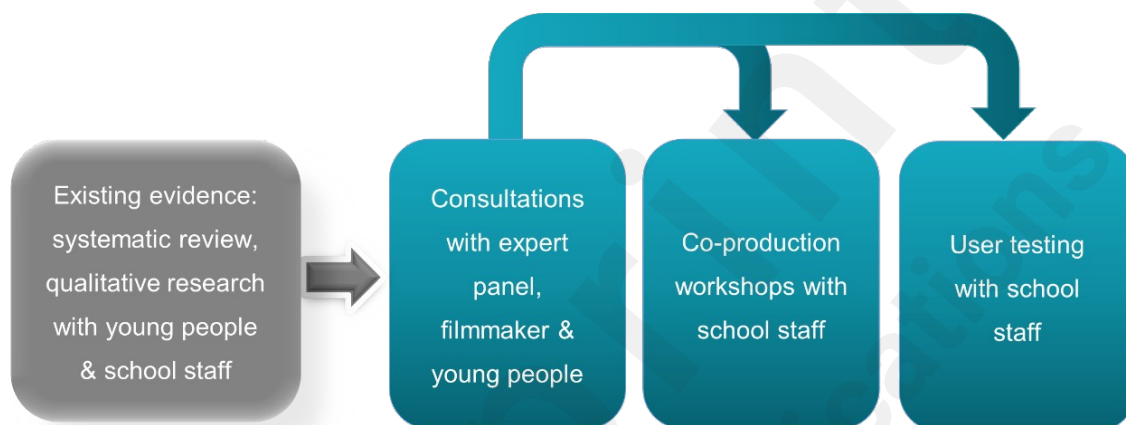 Existing evidence:
systematic review,
qualitative research
with young people
& school staff
Consultations
with expert
panel,
filmmaker &
young people
Co-production
workshops with
school staff
User testing
with school
staff